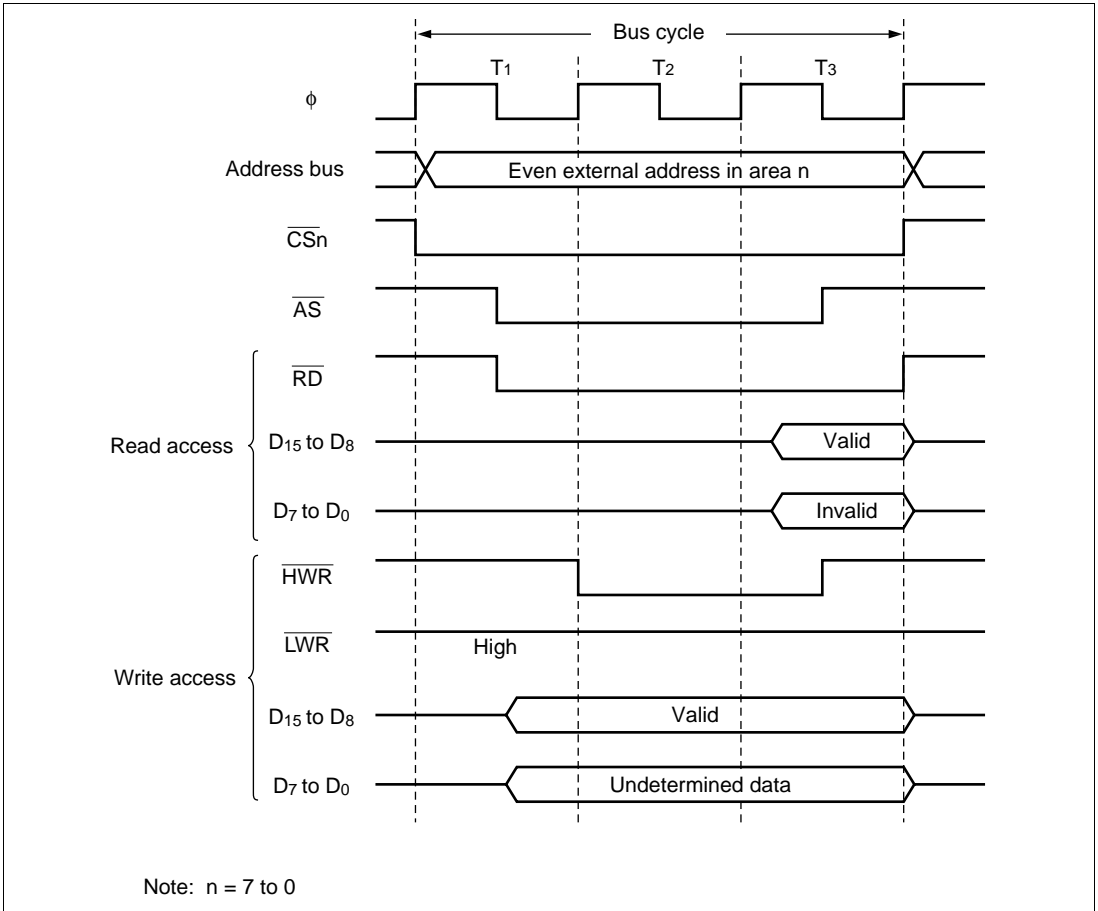 Bus cycle
T1 T2 T3
φ
Address bus Even external address in area n
CSn
AS
RD
Read access D15 to D8 Valid
D7 to D0 Invalid
HWR
LWR High
Write access D15 to D8 Valid
D7 to D0 Undetermined data
Note: n = 7 to 0